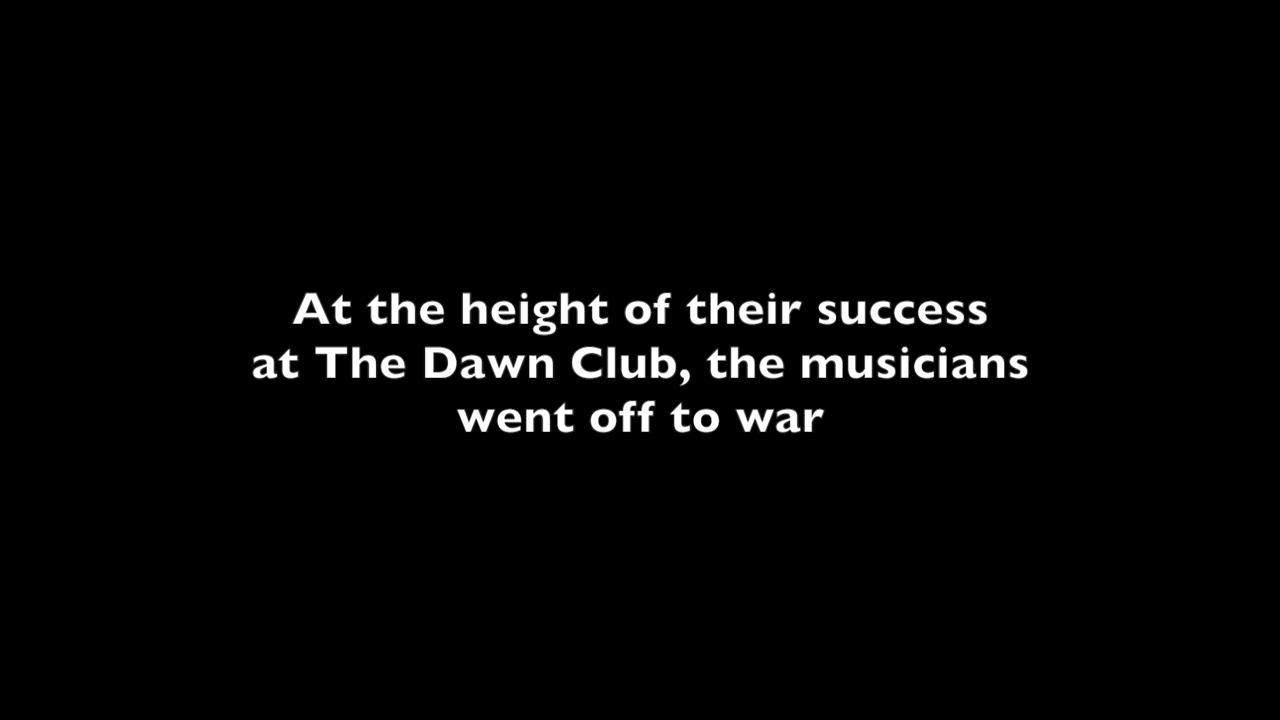 At the height of their success
at The Dawn Club, the musicians
went off to war